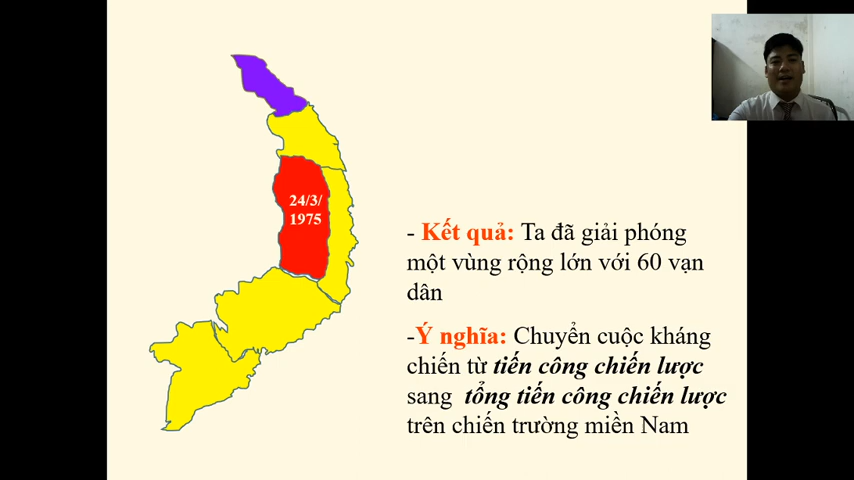 24/3/
1975
- Kết quả: Ta đã giải phóng
một vùng rộng lớn với 60 vạn
dân
-Ý nghĩa: Chuyển cuộc kháng
chiến từ tiến công chiến lược
sang tổng tiến công chiến lược
trên chiến trường miền Nam